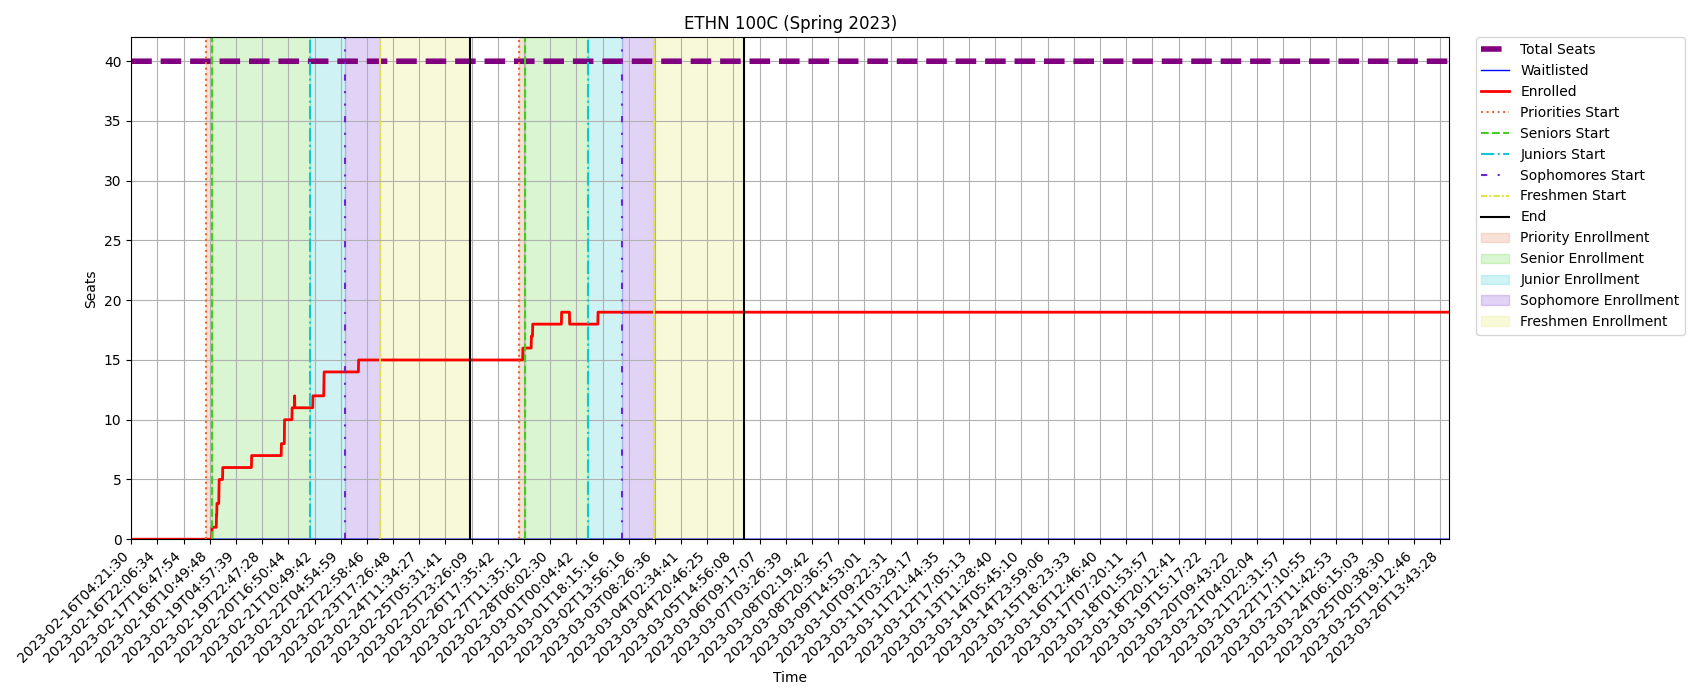 ETHN 100C (Spring 2023)
Seats
40
35
30
25
20
15
10
5
0
2023-02-16T04:21:30
2023-02-16T22:06:34
2023-02-17T16:47:54
2023-02-18T10:49:48
2023-02-19T04:57:39
2023-02-19T22:47:28
2023-02-20T16:50:44
2023-02-21T10:49:42
2023-02-22T04:54:59
2023-02-22T22:58:46
2023-02-23T17:26:48
2023-02-24T11:34:27
2023-02-25T05:31:41
2023-02-25T23:26:09
2023-02-26T17:35:42
2023-02-27T11:35:12
2023-02-28T06:02:30
2023-03-01T00:04:42
2023-03-01T18:15:16
2023-03-02T13:56:16
2023-03-03T08:26:36
2023-03-04T02:34:41
2023-03-04T20:46:25
2023-03-05T14:56:08
2023-03-06T09:17:07
2023-03-07T03:26:39
2023-03-08T02:19:42
2023-03-08T20:36:57
2023-03-09T14:53:01
2023-03-10T09:22:31
2023-03-11T03:29:17
2023-03-11T21:44:35
2023-03-12T17:05:13
2023-03-13T11:28:40
2023-03-14T05:45:10
2023-03-14T23:59:06
2023-03-15T18:23:33
2023-03-16T12:46:40
2023-03-17T07:20:11
2023-03-18T01:53:57
2023-03-18T20:12:41
2023-03-19T15:17:22
2023-03-20T09:43:22
2023-03-21T04:02:04
2023-03-21T22:31:57
2023-03-22T17:10:55
2023-03-23T11:42:53
2023-03-24T06:15:03
2023-03-25T00:38:30
2023-03-25T19:12:46
2023-03-26T13:43:28
Time
Total Seats
Waitlisted
Enrolled
Priorities Start
Seniors Start
Juniors Start
Sophomores Start
Freshmen Start
End
Priority Enrollment
Senior Enrollment
Junior Enrollment
Sophomore Enrollment
Freshmen Enrollment